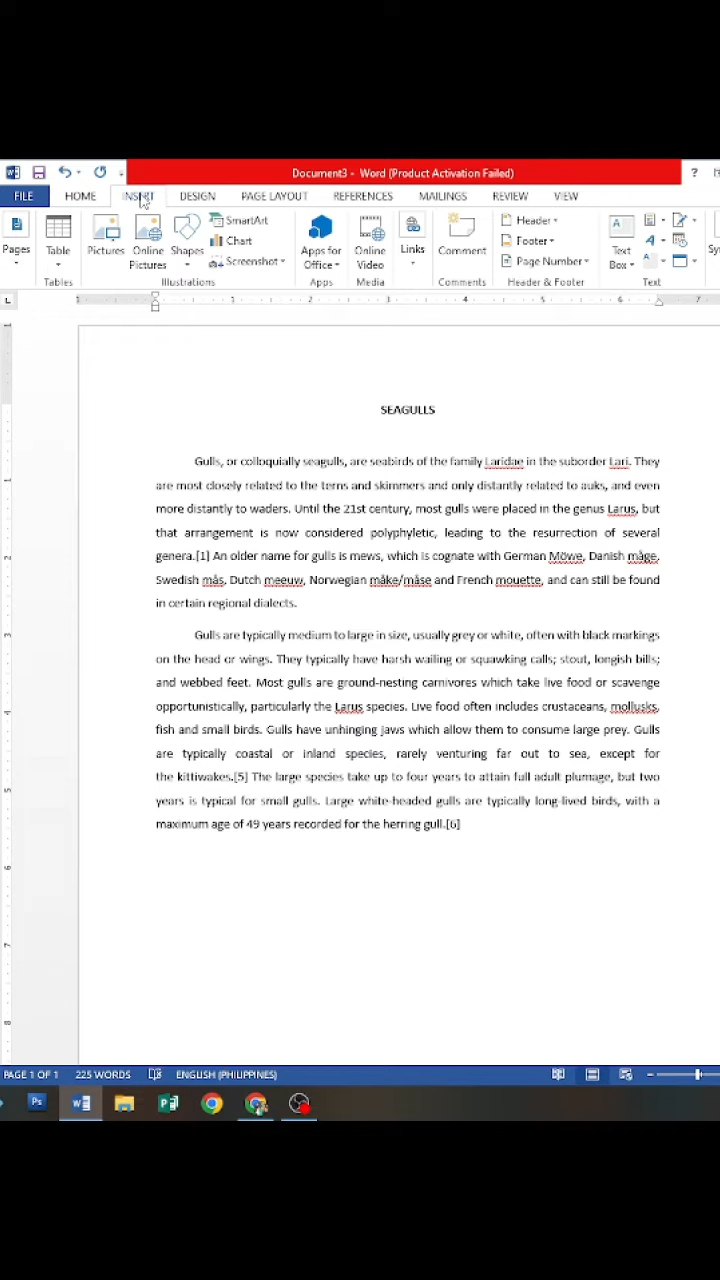 Document3 - Word (Product Activation Failed)
?
FILE HOME INSERT DESIGN PAGE LAYOUT REFERENCES MAILINGS REVIEW VIEW
Pages
Table
Pictures
Online Pictures
Shapes
SmartArt
Chart
Screenshot
Apps for Office
Online Video
Links
Comment
Header
Footer
Page Number
Text Box
Tables Illustrations Apps Media Comments Header & Footer Text
1 1 2 3 4 5 6 7
SEAGULLS
Gulls, or colloquially seagulls, are seabirds of the family Laridae in the suborder Lari. They
are most closely related to the terns and skimmers and only distantly related to auks, and even
more distantly to waders. Until the 21st century, most gulls were placed in the genus Larus, but
that arrangement is now considered polyphyletic, leading to the resurrection of several
genera.[1] An older name for gulls is mews, which is cognate with German Möwe, Danish måge,
Swedish mås, Dutch meeuw, Norwegian måke/måse and French mouette, and can still be found
in certain regional dialects.
Gulls are typically medium to large in size, usually grey or white, often with black markings
on the head or wings. They typically have harsh wailing or squawking calls; stout, longish bills;
and webbed feet. Most gulls are ground-nesting carnivores which take live food or scavenge
opportunistically, particularly the Larus species. Live food often includes crustaceans, mollusks,
fish and small birds. Gulls have unhinging jaws which allow them to consume large prey. Gulls
are typically coastal or inland species, rarely venturing far out to sea, except for
the kittiwakes.[5] The large species take up to four years to attain full adult plumage, but two
years is typical for small gulls. Large white-headed gulls are typically long-lived birds, with a
maximum age of 49 years recorded for the herring gull.[6]
PAGE 1 OF 1 225 WORDS ENGLISH (PHILIPPINES)
Ps